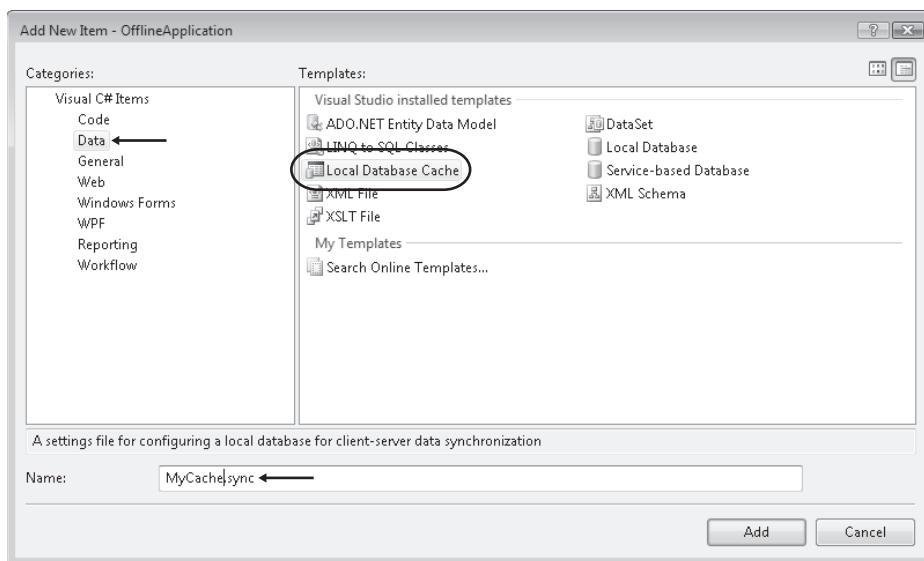 Add New Item - OfflineApplication
Categories:
Templates:
Visual C# Items
Code
Data
General
Web
Windows Forms
WPF
Reporting
Workflow
Visual Studio installed templates
ADO.NET Entity Data Model
LINQ to SQL Classes
Local Database Cache
XML File
XSLT File
DataSet
Local Database
Service-based Database
XML Schema
My Templates
Search Online Templates...
A settings file for configuring a local database for client-server data synchronization
Name:
MyCache.sync
Add
Cancel